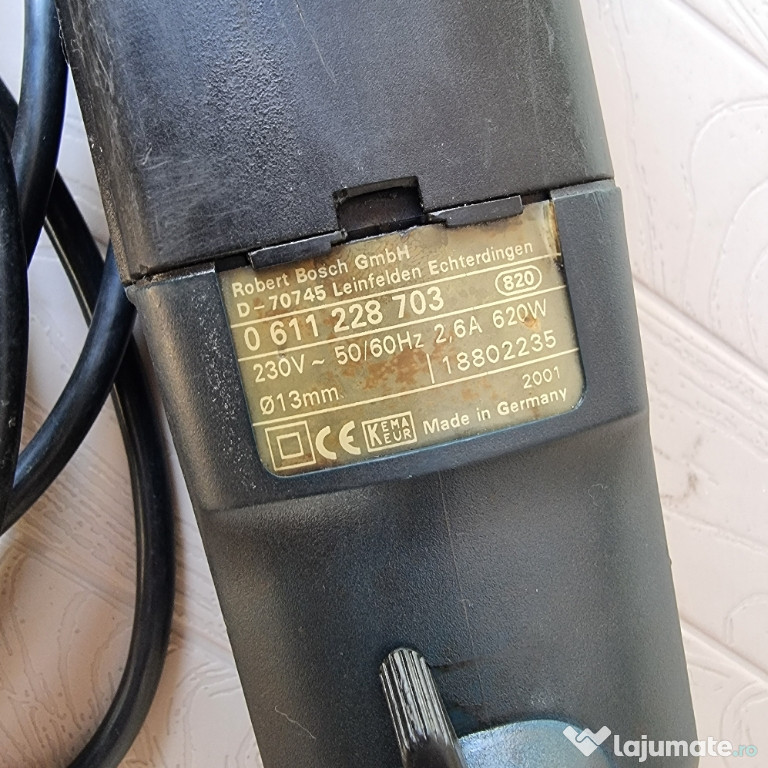 Robert Bosch GmbH
D-70745 Leinfelden Echterdingen
0 611 228 703 820
230V ~ 50/60Hz 2,6A 620W
Ø13mm | 18802235
2001
CE KEMA KEUR Made in Germany
lajumate.ro